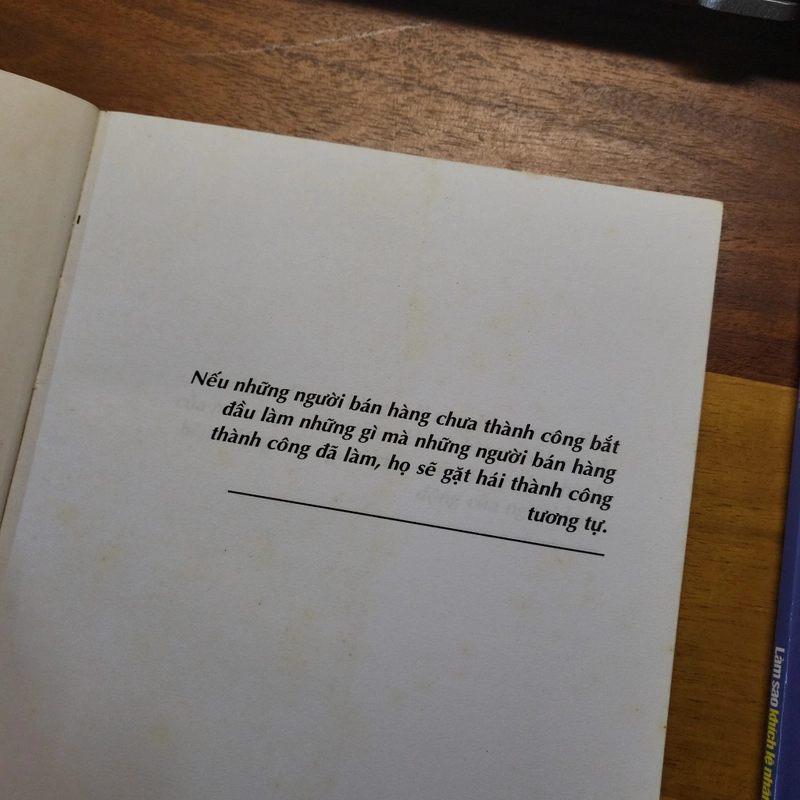 Nếu những người bán hàng chưa thành công bắt
đầu làm những gì mà những người bán hàng
thành công đã làm, họ sẽ gặt hái thành công
tương tự.
Làm sao khích lệ nhân